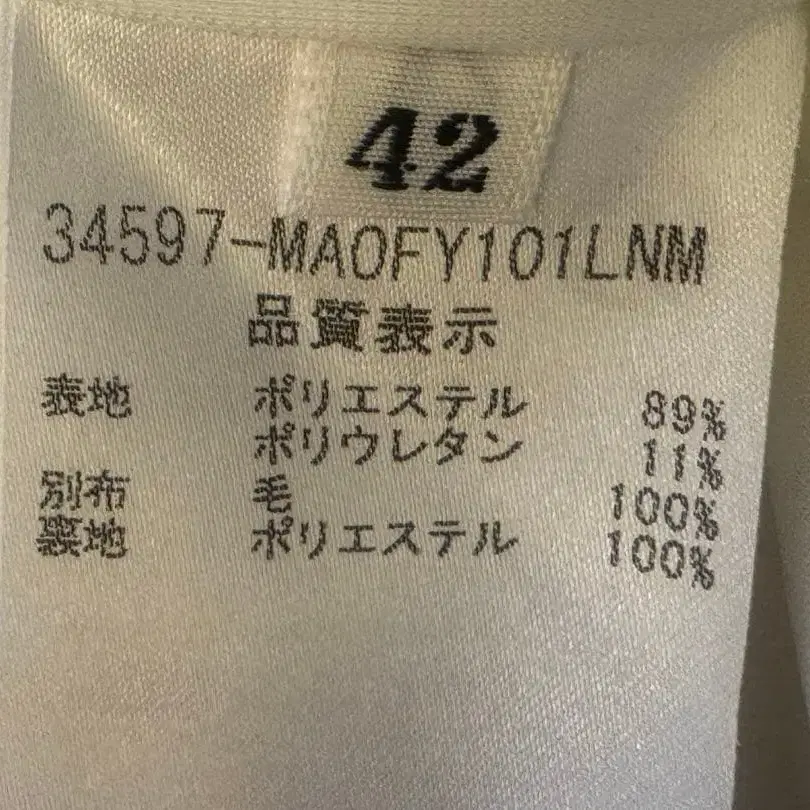 42
34597-MA0FY101LNM
品質表示
表地 ポリエステル 89%
ポリウレタン 11%
別布 毛 100%
裏地 ポリエステル 100%